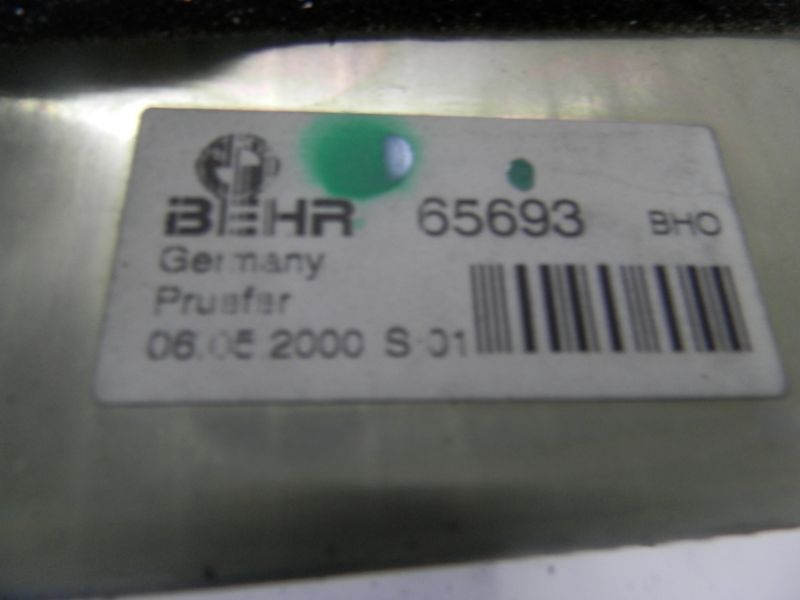 BEHR 65693 BHO
Germany
Pruefer
06.05.2000 S-01